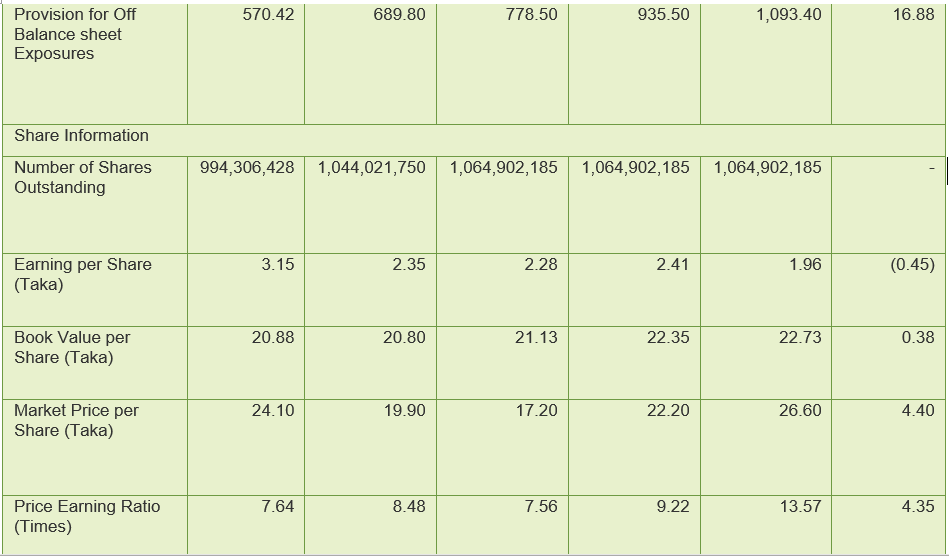 Provision for Off 570.42 689.80 778.50 935.50 1,093.40 16.88
Balance sheet
Exposures
Share Information
Number of Shares 994,306,428 1,044,021,750 1,064,902,185 1,064,902,185 1,064,902,185 -
Outstanding
Earning per Share 3.15 2.35 2.28 2.41 1.96 (0.45)
(Taka)
Book Value per 20.88 20.80 21.13 22.35 22.73 0.38
Share (Taka)
Market Price per 24.10 19.90 17.20 22.20 26.60 4.40
Share (Taka)
Price Earning Ratio 7.64 8.48 7.56 9.22 13.57 4.35
(Times)